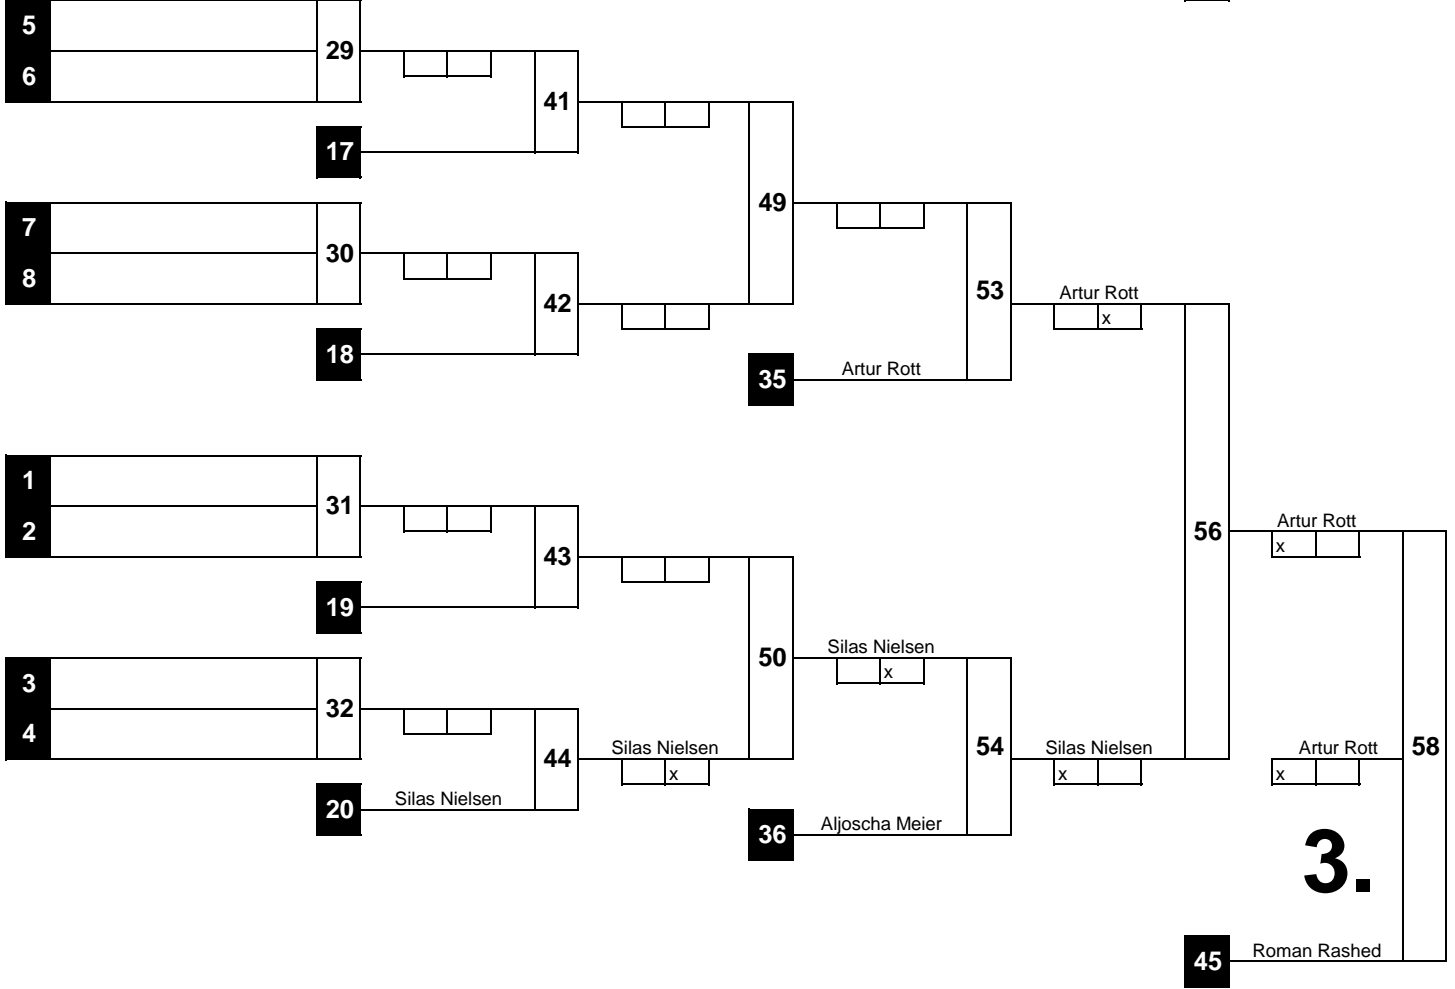 5
29
6
41
17
49
7
30
8
42
53
Artur Rott
x
18
35
Artur Rott
1
31
2
43
56
Artur Rott
x
19
50
Silas Nielsen
x
3
32
4
44
Silas Nielsen
x
54
Silas Nielsen
x
Artur Rott
x
58
20
Silas Nielsen
36
Aljoscha Meier
3.
45
Roman Rashed